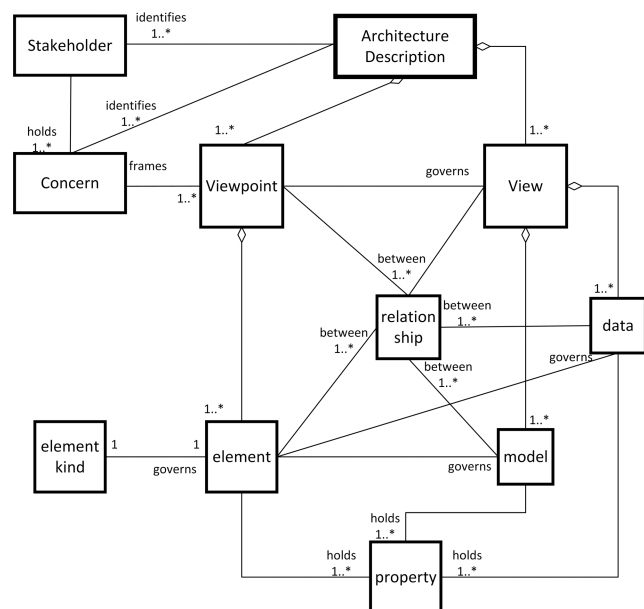 identifies
1..*
Stakeholder
Architecture
Description
identifies
1..*
holds
1..*
1..*
1..*
Concern
frames
1..*
Viewpoint
governs
View
between
1..*
1..*
relation
ship
between
1..*
data
between
1..*
between
1..*
governs
1..*
1..*
element
kind
1
1
governs
element
governs
model
holds
1..*
holds
1..*
property
holds
1..*